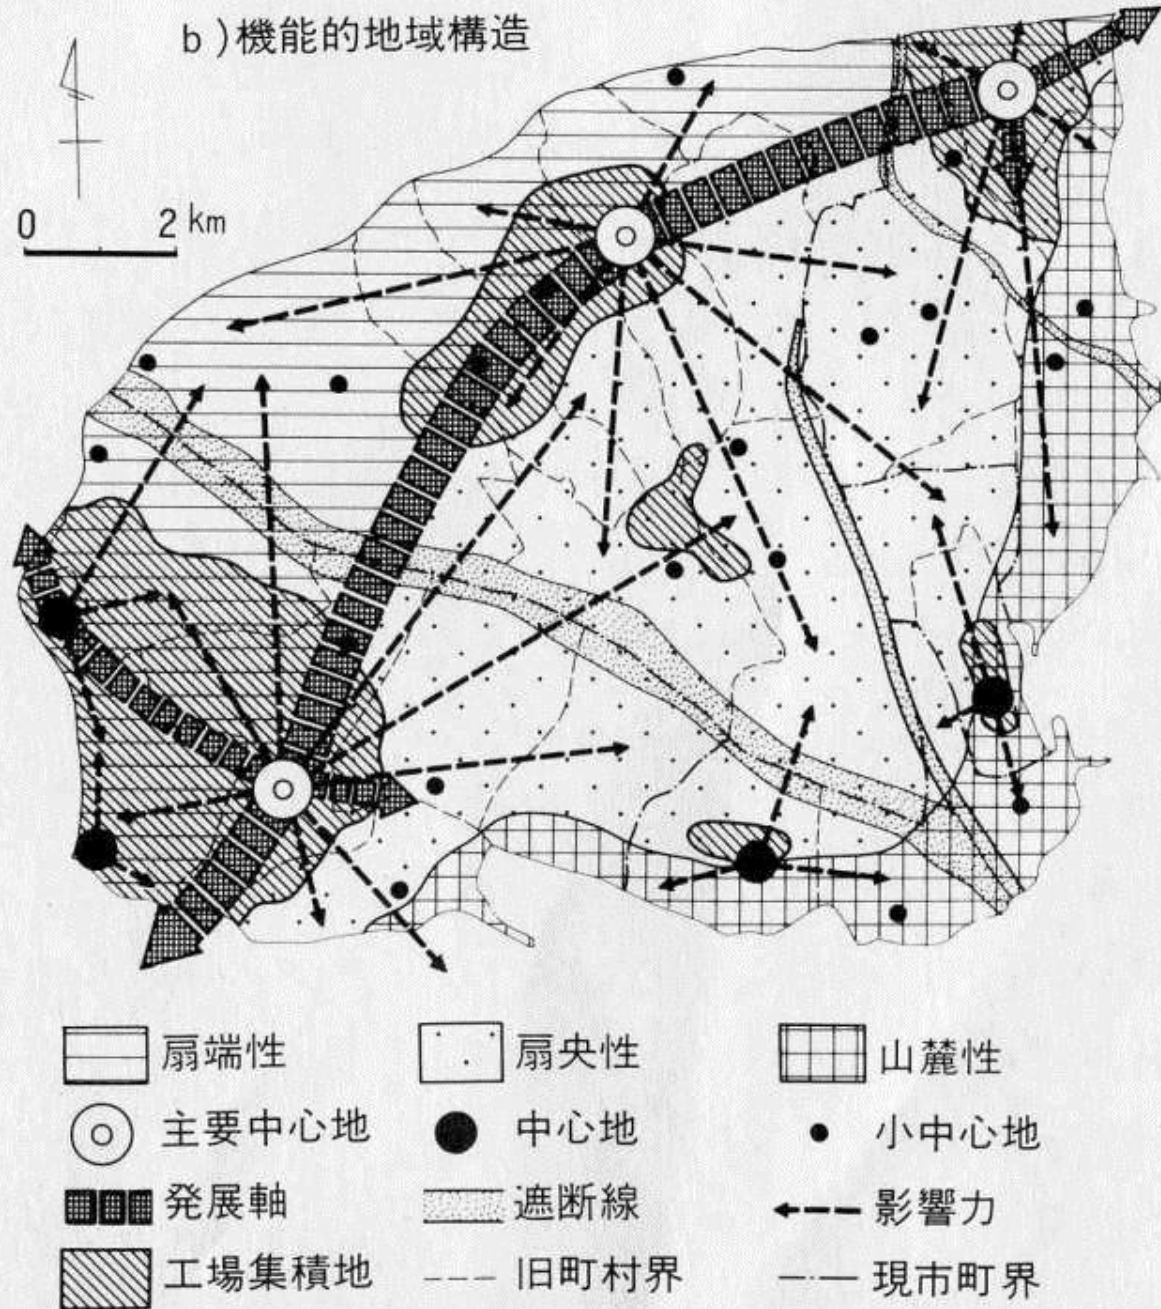 b)機能的地域構造
0 2 km
扇端性 扇央性 山麓性
主要中心地 中心地 小中心地
発展軸 遮断線 影響力
工場集積地 旧町村界 現市町界